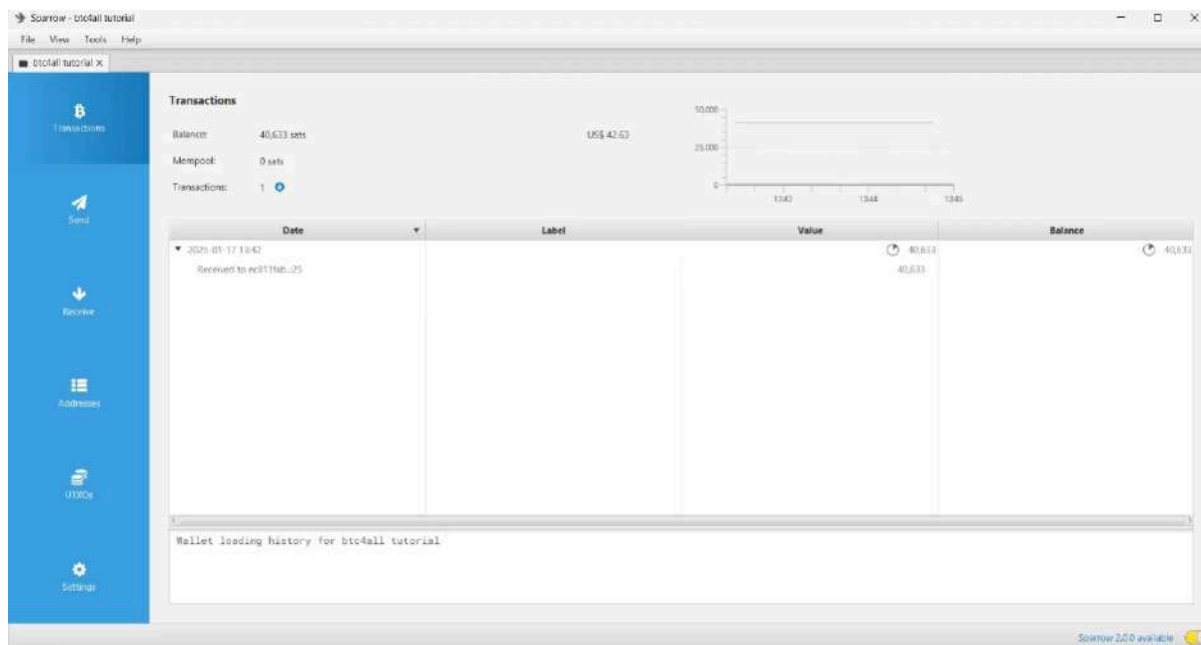 Sparrow - btc4all tutorial
File View Tools Help
btc4all tutorial X
Transactions
Send
Receive
Addresses
UTXOs
Settings
Transactions
Balance: 40,633 sats US$ 42.63
Mempool: 0 sats
Transactions: 1
50,000
25,000
0
13:42 13:44 13:45
Date Label Value Balance
2025-01-17 13:42 40,633 40,633
Received to 40,633
Wallet loading history for btc4all tutorial
Sparrow 2.0.0 available